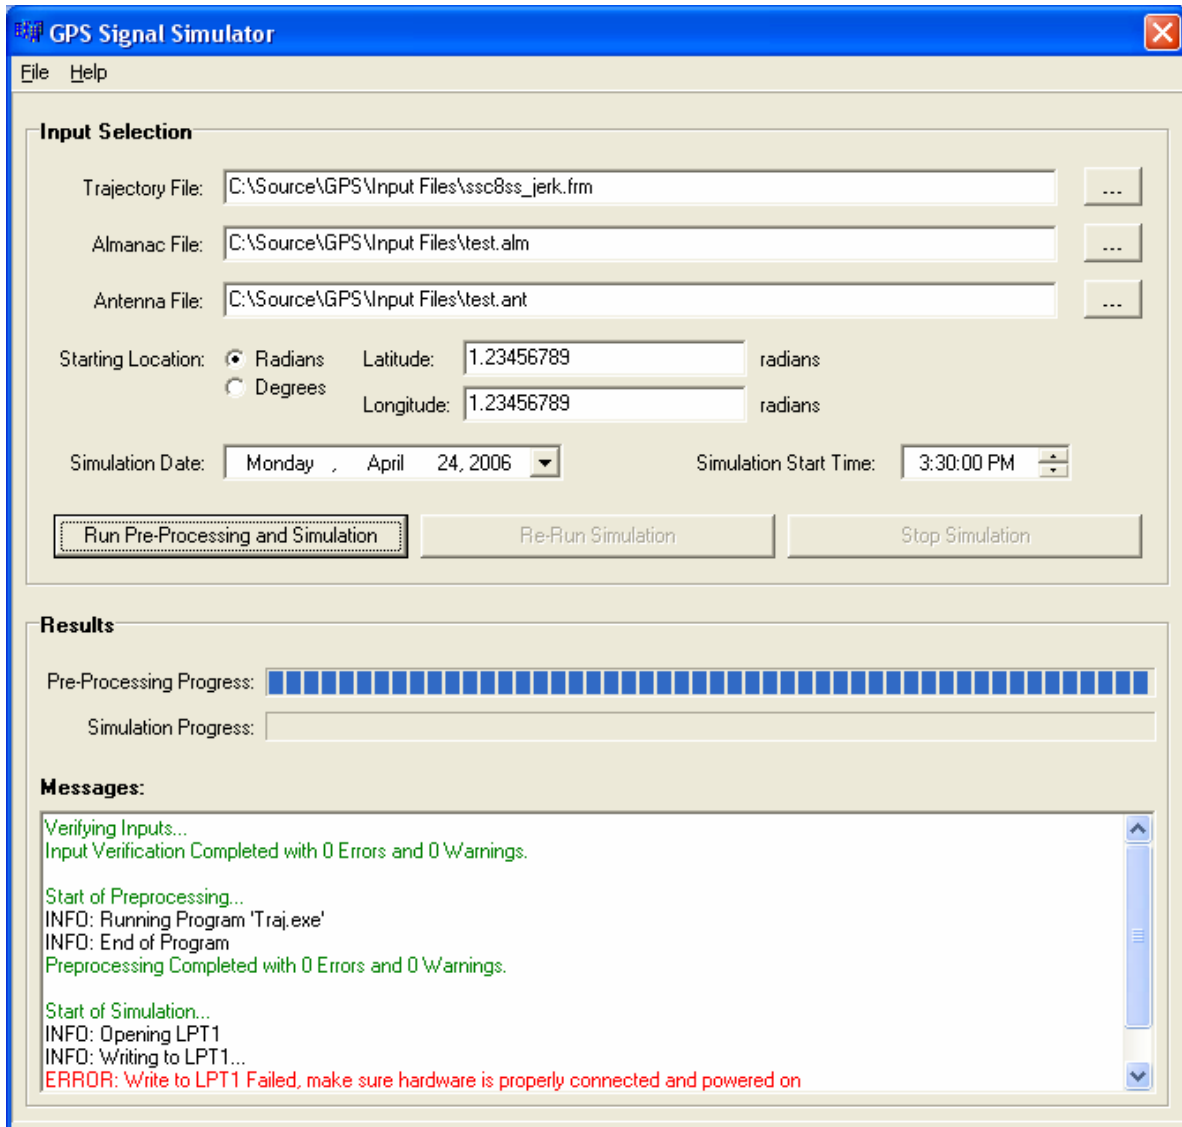 GPS Signal Simulator
File Help
Input Selection
Trajectory File: C:\Source\GPS\Input Files\ssc8ss_jerk.frm ...
Almanac File: C:\Source\GPS\Input Files\test.alm ...
Antenna File: C:\Source\GPS\Input Files\test.ant ...
Starting Location: Radians Latitude: 1.23456789 radians
Degrees
Longitude: 1.23456789 radians
Simulation Date: Monday , April 24, 2006 Simulation Start Time: 3:30:00 PM
Run Pre-Processing and Simulation Re-Run Simulation Stop Simulation
Results
Pre-Processing Progress:
Simulation Progress:
Messages:
Verifying Inputs...
Input Verification Completed with 0 Errors and 0 Warnings.
Start of Preprocessing...
INFO: Running Program 'Traj.exe'
INFO: End of Program
Preprocessing Completed with 0 Errors and 0 Warnings.
Start of Simulation...
INFO: Opening LPT1
INFO: Writing to LPT1...
ERROR: Write to LPT1 Failed, make sure hardware is properly connected and powered on